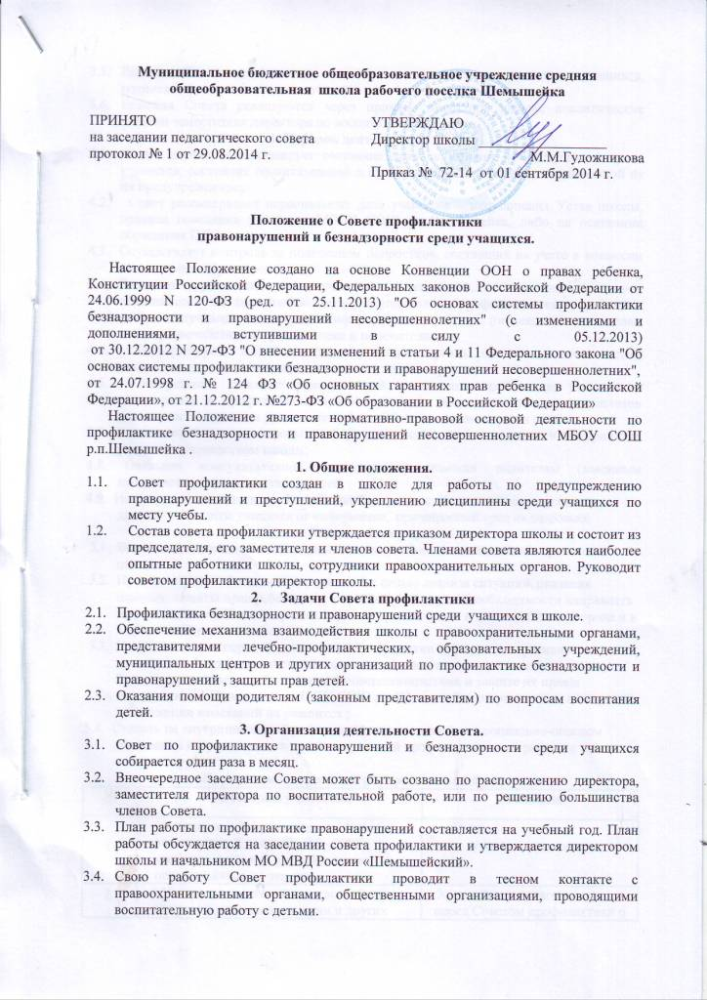 Муниципальное бюджетное общеобразовательное учреждение средняя
общеобразовательная школа рабочего поселка Шемышейка
ПРИНЯТО
на заседании педагогического совета
протокол № 1 от 29.08.2014 г.
УТВЕРЖДАЮ
Директор школы ___________________
М.М.Гудожникова
Приказ № 72-14 от 01 сентября 2014 г.
Положение о Совете профилактики
правонарушений и безнадзорности среди учащихся.
Настоящее Положение создано на основе Конвенции ООН о правах ребенка,
Конституции Российской Федерации, Федеральных законов Российской Федерации от
24.06.1999 N 120-ФЗ (ред. от 25.11.2013) "Об основах системы профилактики
безнадзорности и правонарушений несовершеннолетних" (с изменениями и
дополнениями, вступившими в силу с 05.12.2013)
от 30.12.2012 N 297-ФЗ "О внесении изменений в статьи 4 и 11 Федерального закона "Об
основах системы профилактики безнадзорности и правонарушений несовершеннолетних",
от 24.07.1998 г. № 124 ФЗ «Об основных гарантиях прав ребенка в Российской
Федерации», от 21.12.2012 г. №273-ФЗ «Об образовании в Российской Федерации»
Настоящее Положение является нормативно-правовой основой деятельности по
профилактике безнадзорности и правонарушений несовершеннолетних МБОУ СОШ
р.п.Шемышейка .
1. Общие положения.
1.1. Совет профилактики создан в школе для работы по предупреждению
правонарушений и преступлений, укреплению дисциплины среди учащихся по
месту учебы.
1.2. Состав совета профилактики утверждается приказом директора школы и состоит из
председателя, его заместителя и членов совета. Членами совета являются наиболее
опытные работники школы, сотрудники правоохранительных органов. Руководит
советом профилактики директор школы.
2. Задачи Совета профилактики
2.1. Профилактика безнадзорности и правонарушений среди учащихся в школе.
2.2. Обеспечение механизма взаимодействия школы с правоохранительными органами,
представителями лечебно-профилактических, образовательных учреждений,
муниципальных центров и других организаций по профилактике безнадзорности и
правонарушений , защиты прав детей.
2.3. Оказания помощи родителям (законным представителям) по вопросам воспитания
детей.
3. Организация деятельности Совета.
3.1. Совет по профилактике правонарушений и безнадзорности среди учащихся
собирается один раза в месяц.
3.2. Внеочередное заседание Совета может быть созвано по распоряжению директора,
заместителя директора по воспитательной работе, или по решению большинства
членов Совета.
3.3. План работы по профилактике правонарушений составляется на учебный год. План
работы обсуждается на заседании совета профилактики и утверждается директором
школы и начальником МО МВД России «Шемышейский».
3.4. Свою работу Совет профилактики проводит в тесном контакте с
правоохранительными органами, общественными организациями, проводящими
воспитательную работу с детьми.